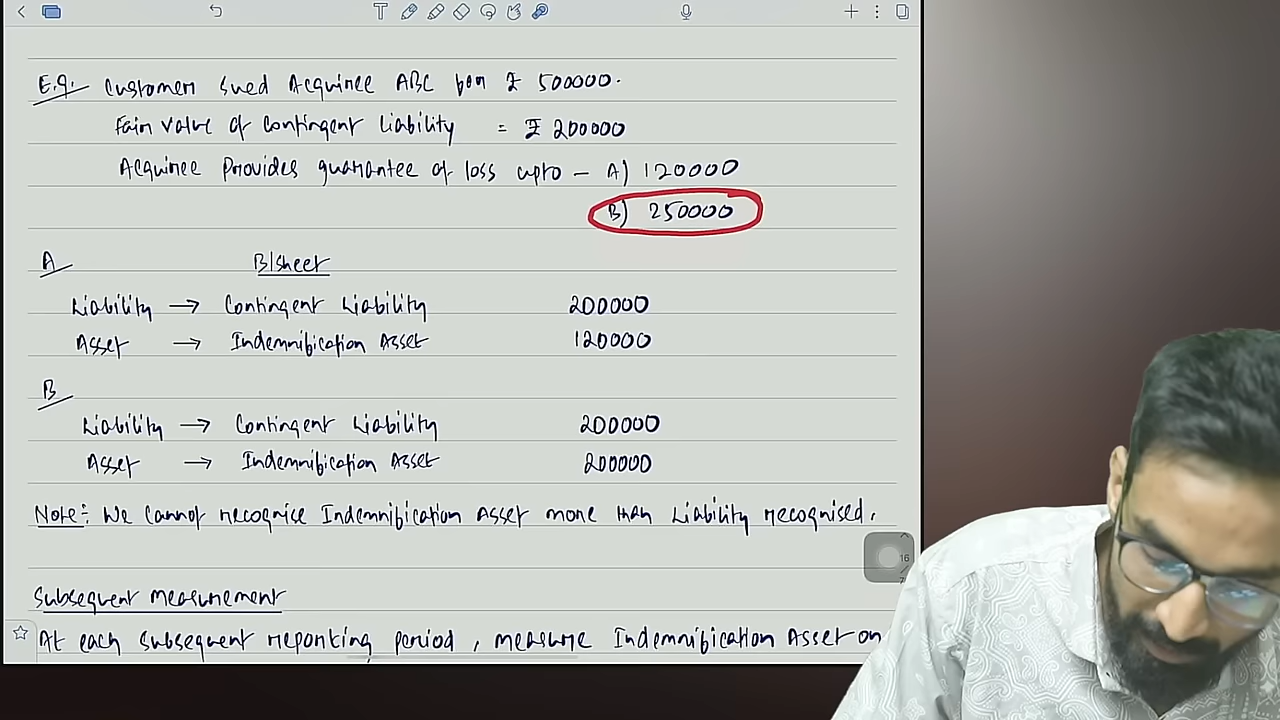 E.g. Customers sued Acquiree ABC for ₹ 500000.
Fair value of Contingent Liability = ₹ 200000
Acquiree Provides guarantee of loss upto - A) 120000
B) 250000
A B/sheet
Liability → Contingent Liability 200000
Asset → Indemnification Asset 120000
B
Liability → Contingent Liability 200000
Asset → Indemnification Asset 200000
Note: We Cannot recognise Indemnification Asset more than Liability recognised.
16
Subsequent Measurement
At each subsequent reporting period, measure Indemnification Asset on